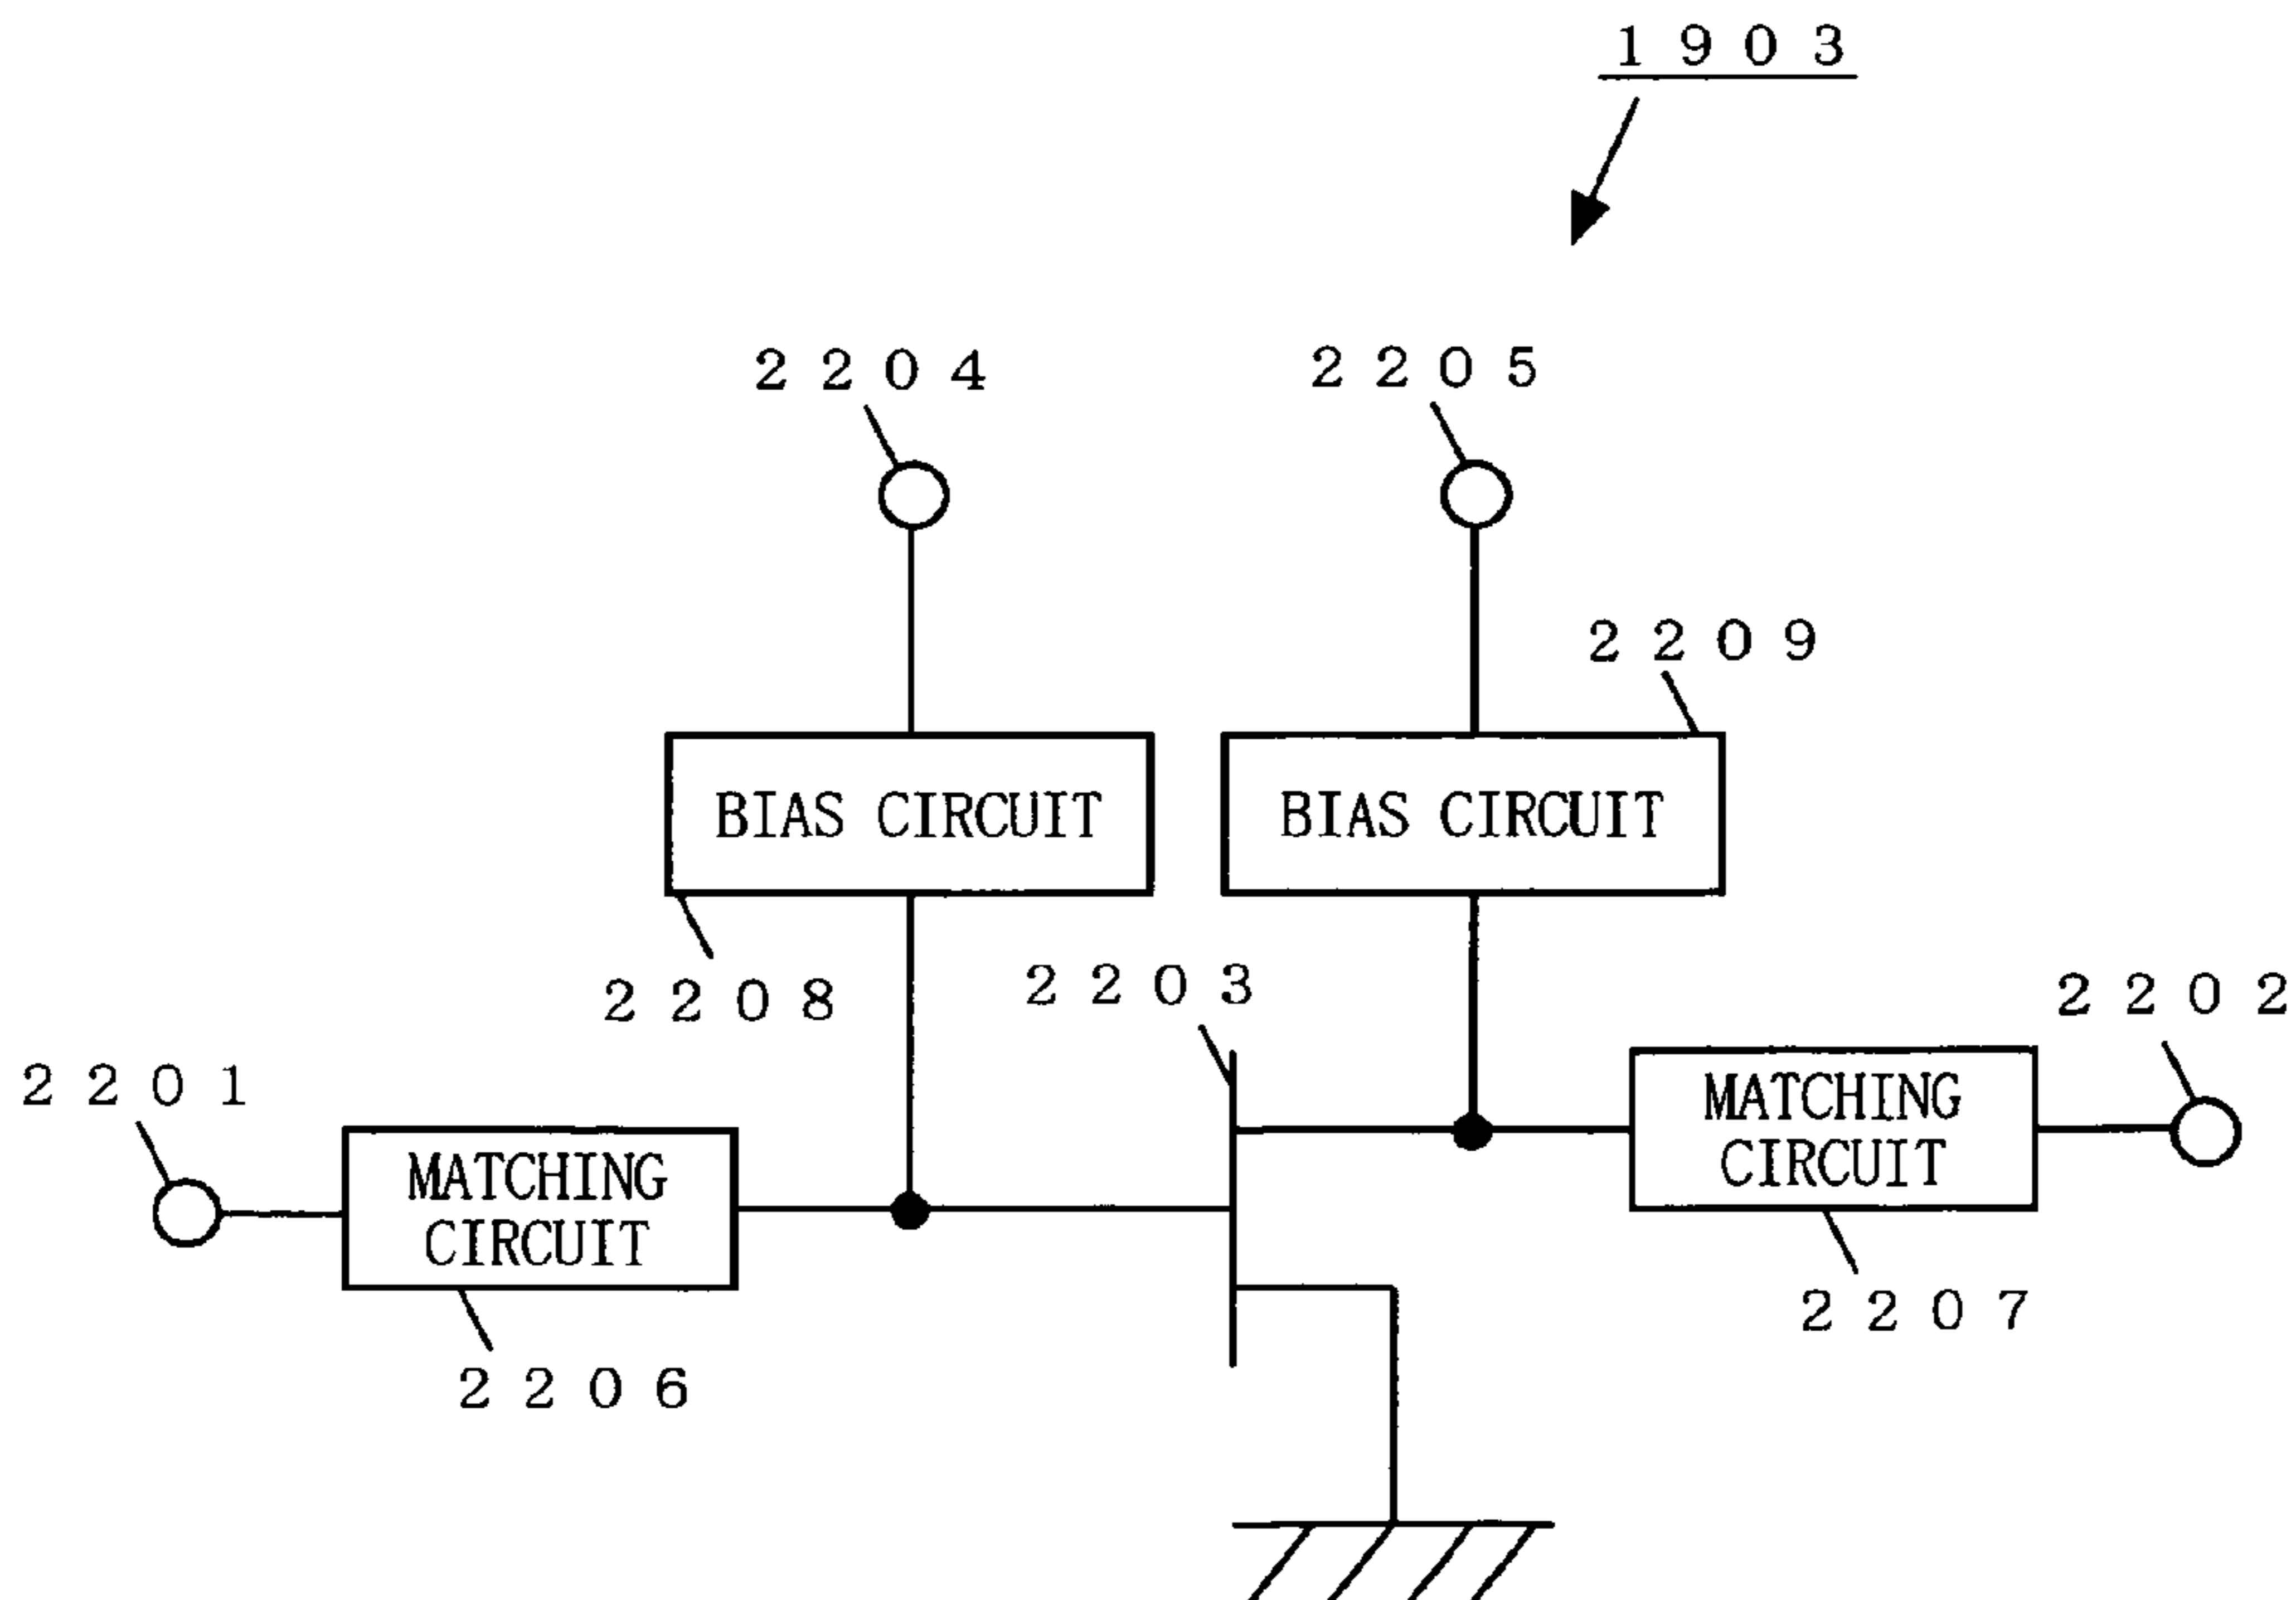 1903
2204
2205
2209
BIAS CIRCUIT
BIAS CIRCUIT
2208
2203
2202
2201
MATCHING
CIRCUIT
MATCHING
CIRCUIT
2207
2206